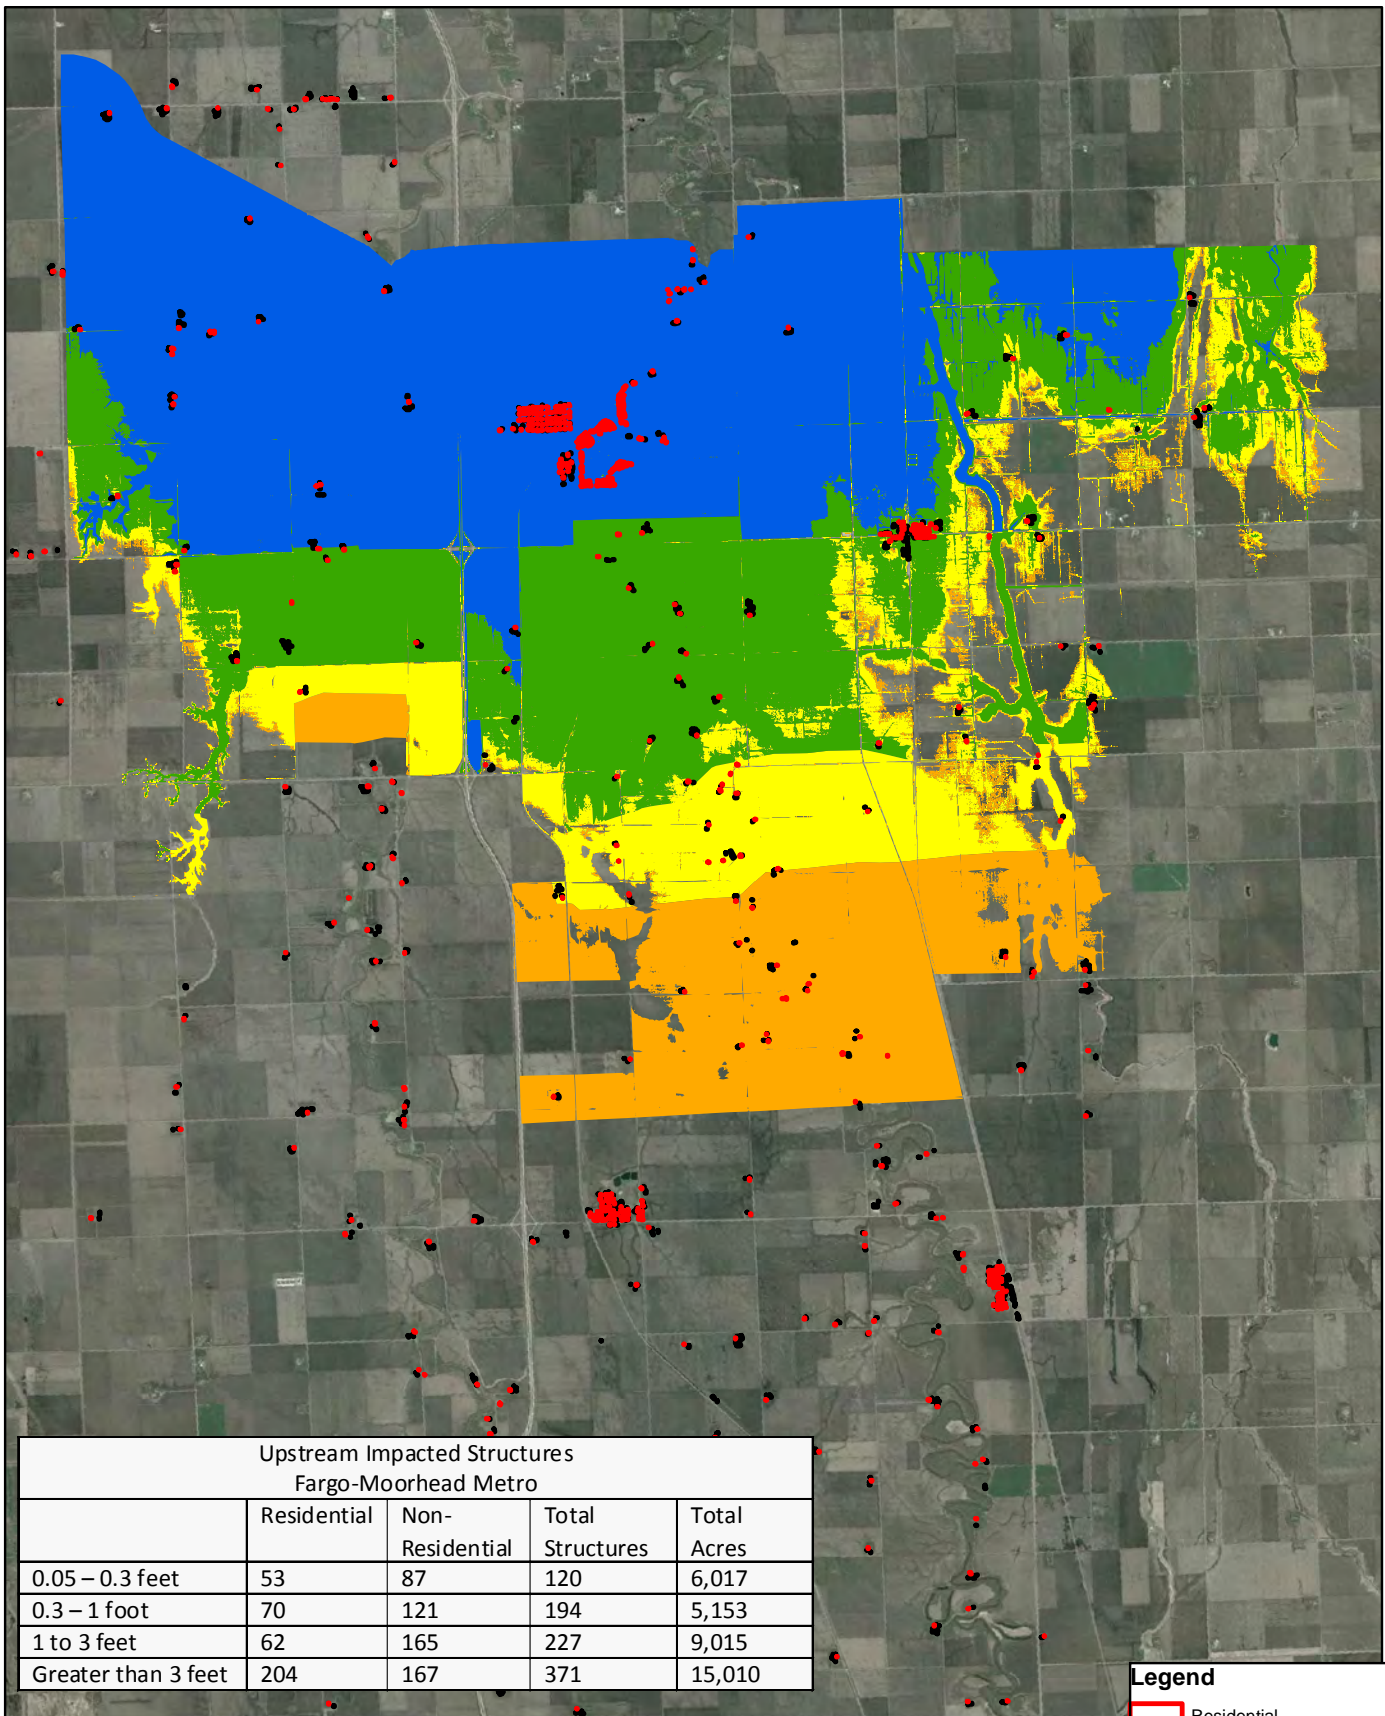 Upstream Impacted Structures
Fargo-Moorhead Metro
Residential Non-Residential Total Structures Total Acres
0.05 – 0.3 feet 53 87 120 6,017
0.3 – 1 foot 70 121 194 5,153
1 to 3 feet 62 165 227 9,015
Greater than 3 feet 204 167 371 15,010
Legend
Residential